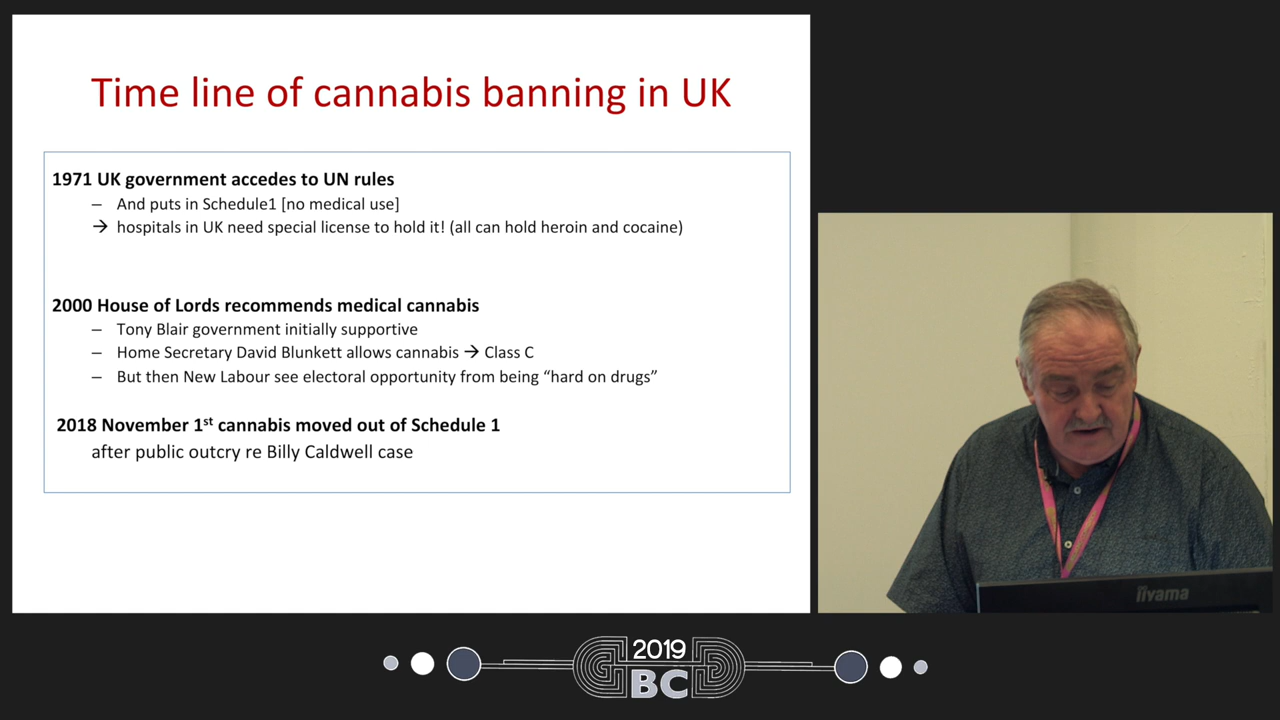 Time line of cannabis banning in UK
1971 UK government accedes to UN rules
– And puts in Schedule1 [no medical use]
→ hospitals in UK need special license to hold it! (all can hold heroin and cocaine)
2000 House of Lords recommends medical cannabis
– Tony Blair government initially supportive
– Home Secretary David Blunkett allows cannabis → Class C
– But then New Labour see electoral opportunity from being “hard on drugs”
2018 November 1st cannabis moved out of Schedule 1
after public outcry re Billy Caldwell case
iiyama
2019
BC